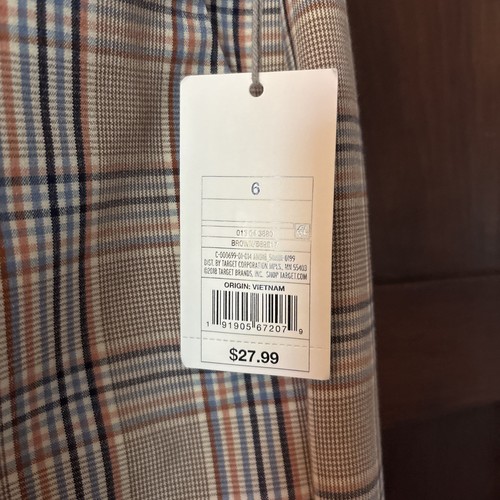 6
DIST. BY TARGET CORPORATION MPLS., MN 55403
©2018 TARGET BRANDS, INC. SHOP TARGET.COM
ORIGIN: VIETNAM
1 91905 67207 9
$27.99